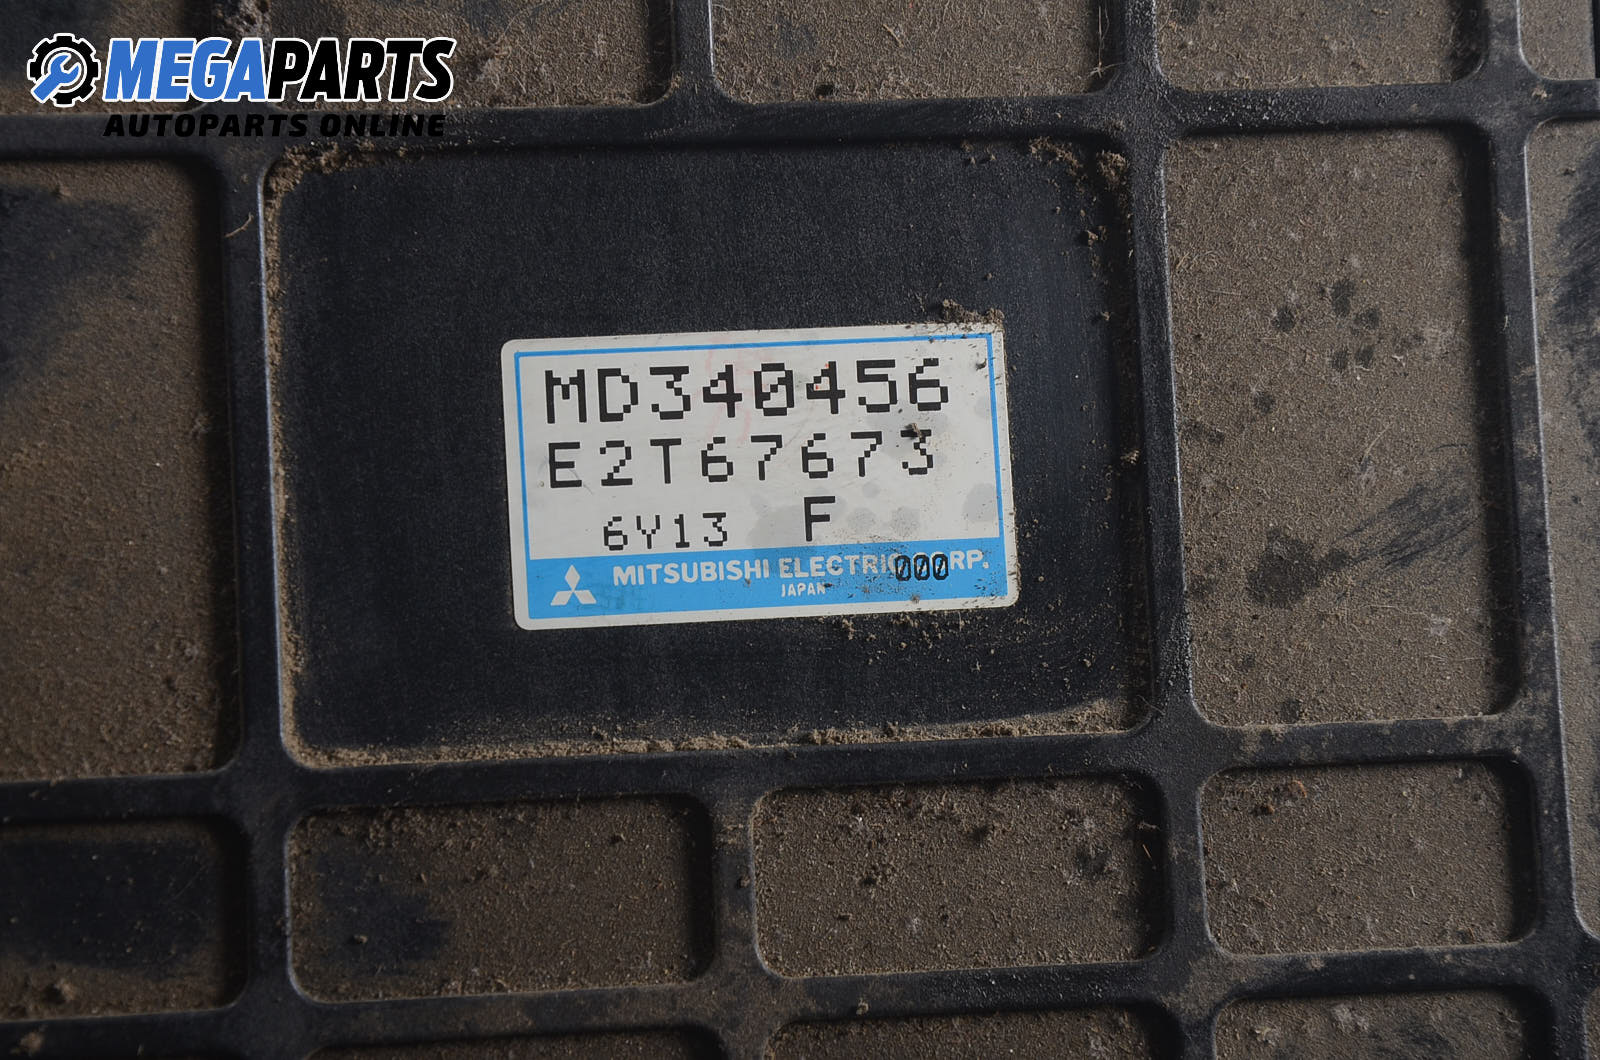 MEGAPARTS
AUTOPARTS ONLINE
MD340456
E2T67673
6Y13 F
MITSUBISHI ELECTRIC CORP.
000
JAPAN